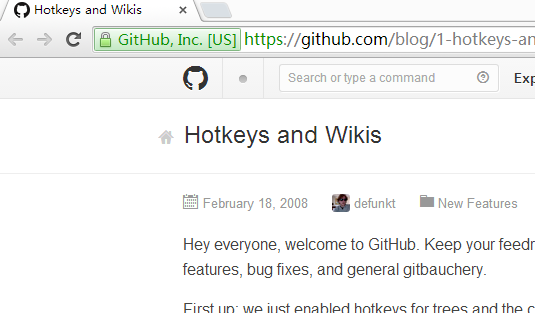 Hotkeys and Wikis
GitHub, Inc. [US] https://github.com/blog/1-hotkeys-an
Search or type a command
Exp
Hotkeys and Wikis
February 18, 2008 defunkt New Features
Hey everyone, welcome to GitHub. Keep your feedr
features, bug fixes, and general gitbauchery.
First up: we just enabled hotkeys for trees and the c